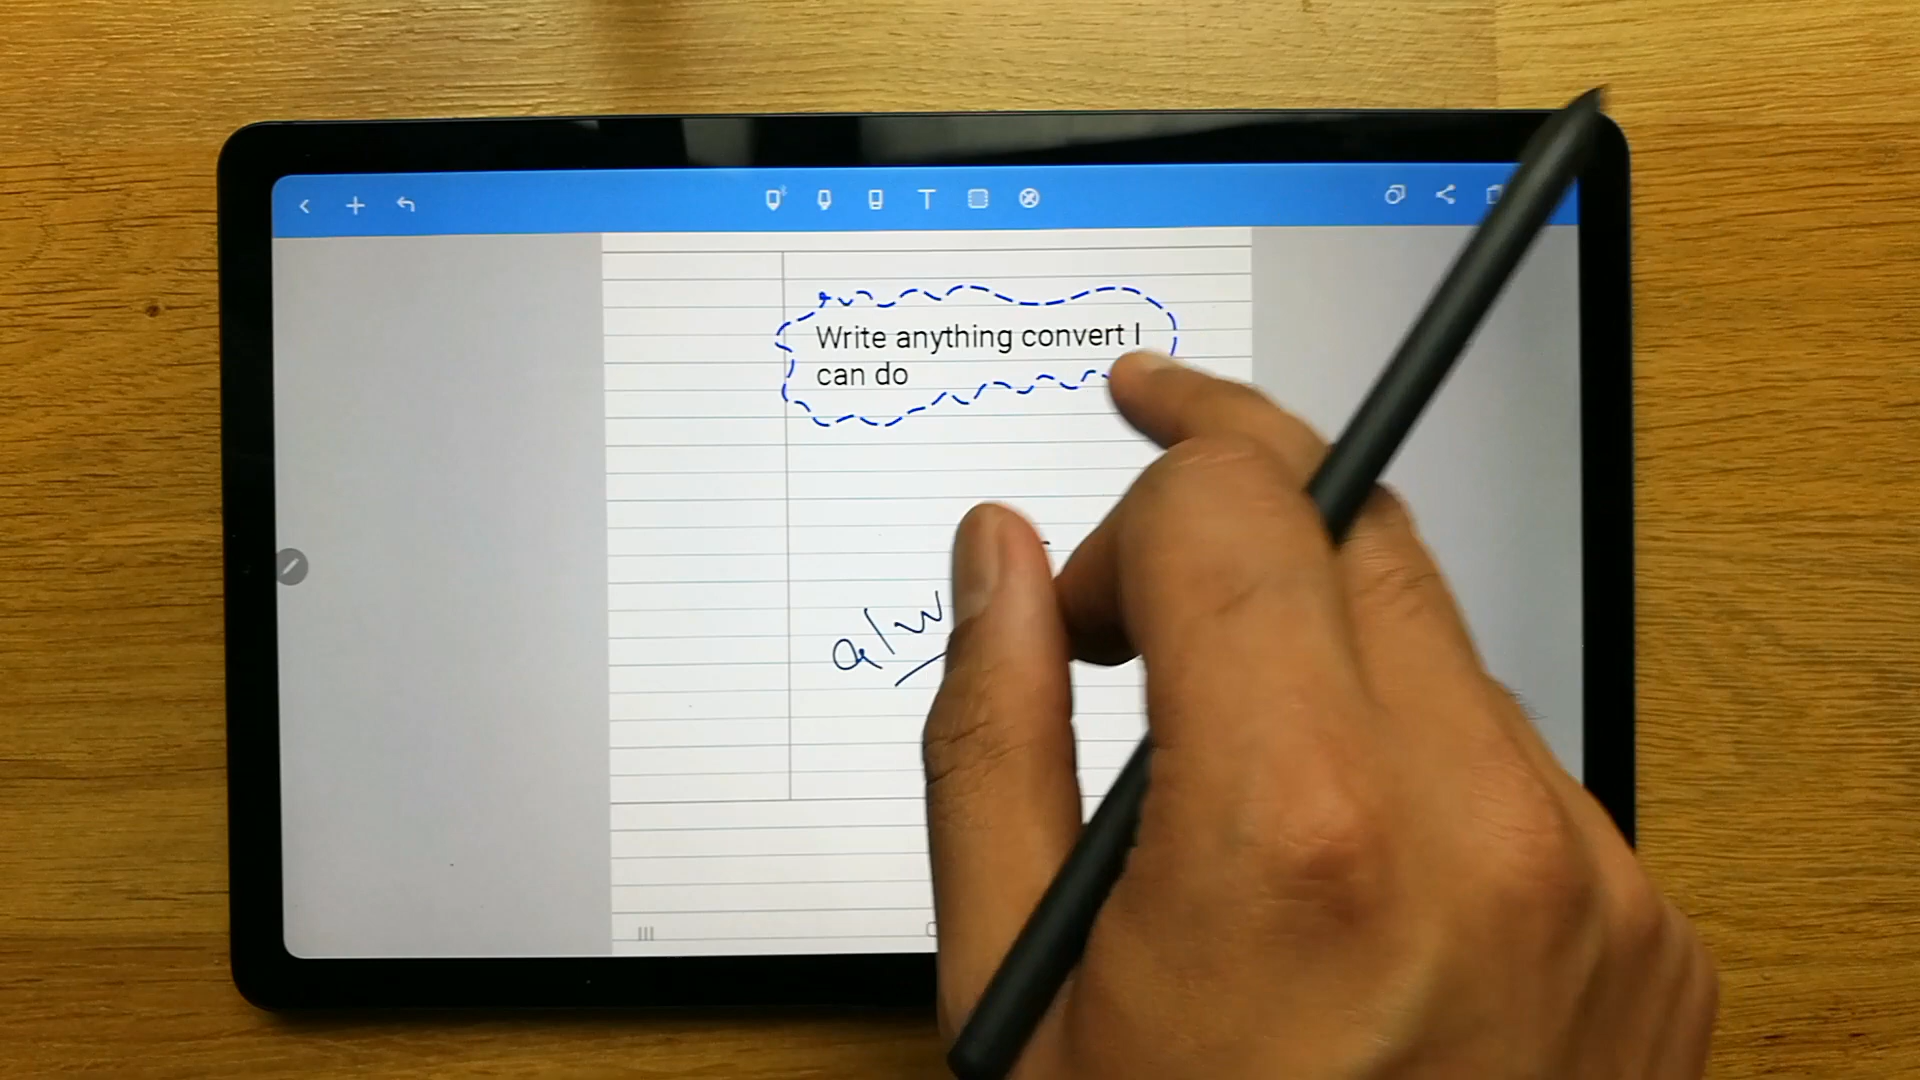 T
Write anything convert I
can do